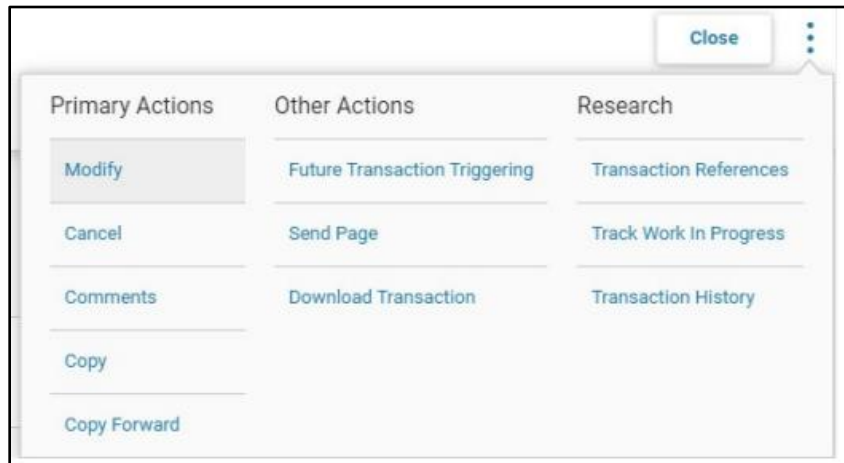 Close
Primary Actions
Other Actions
Research
Modify
Future Transaction Triggering
Transaction References
Cancel
Send Page
Track Work In Progress
Comments
Download Transaction
Transaction History
Copy
Copy Forward